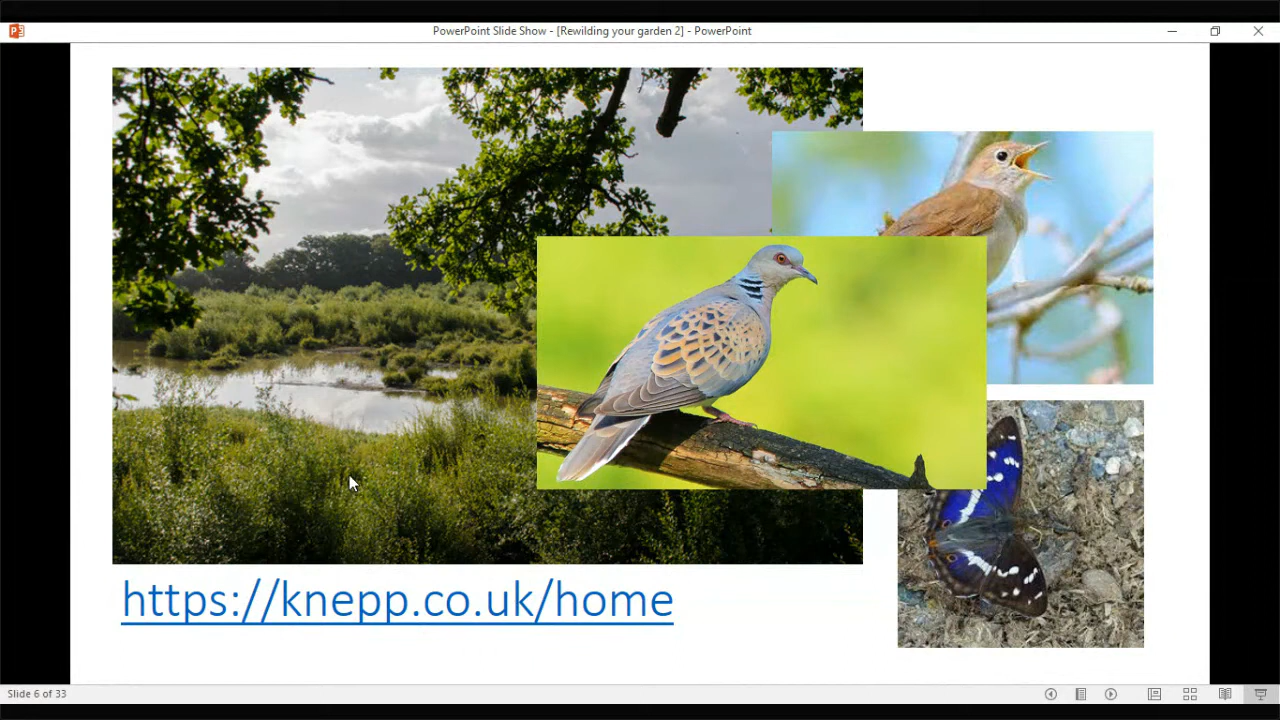 PowerPoint Slide Show - [Rewilding your garden 2] - PowerPoint
https://knepp.co.uk/home
Slide 6 of 33